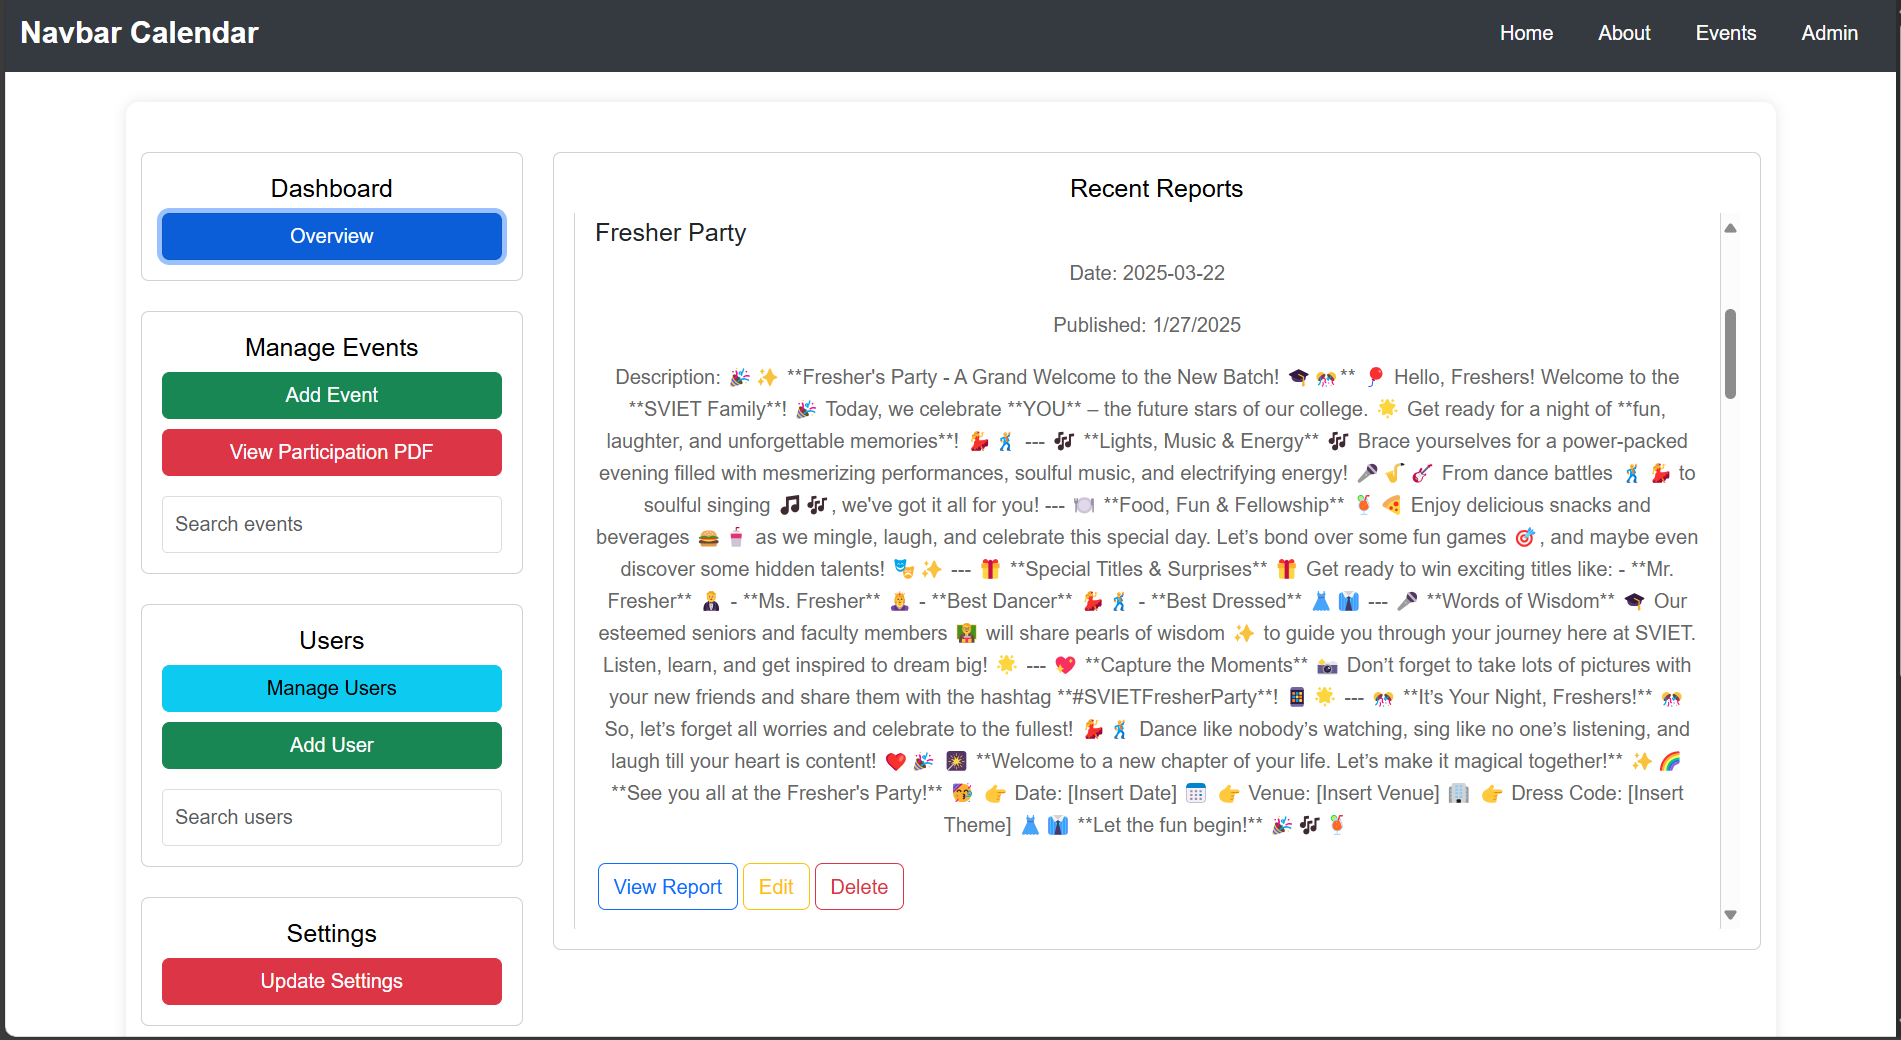 Navbar Calendar
Home About Events Admin
Dashboard
Overview
Manage Events
Add Event
View Participation PDF
Search events
Users
Manage Users
Add User
Search users
Settings
Update Settings
Recent Reports
Fresher Party
Date: 2025-03-22
Published: 1/27/2025
Description: 🎉 ✨ **Fresher's Party - A Grand Welcome to the New Batch! 🎓 🎊 ** 🎈 Hello, Freshers! Welcome to the
**SVIET Family**! 🎉 Today, we celebrate **YOU** – the future stars of our college. 🌟 Get ready for a night of **fun,
laughter, and unforgettable memories**! 💃 🕺 --- 🎶 **Lights, Music & Energy** 🎶 Brace yourselves for a power-packed
evening filled with mesmerizing performances, soulful music, and electrifying energy! 🎤 🎷 🎸 From dance battles 🕺 💃 to
soulful singing 🎵 🎶 , we've got it all for you! --- 🍽️ **Food, Fun & Fellowship** 🍹 🍕 Enjoy delicious snacks and
beverages 🍔 🥤 as we mingle, laugh, and celebrate this special day. Let’s bond over some fun games 🎯 , and maybe even
discover some hidden talents! 🎭 ✨ --- 🎁 **Special Titles & Surprises** 🎁 Get ready to win exciting titles like: - **Mr.
Fresher** 🤵 - **Ms. Fresher** 👸 - **Best Dancer** 💃 🕺 - **Best Dressed** 👗 👔 --- 🎤 **Words of Wisdom** 🎓 Our
esteemed seniors and faculty members 👩‍🏫 will share pearls of wisdom ✨ to guide you through your journey here at SVIET.
Listen, learn, and get inspired to dream big! 🌟 --- 💖 **Capture the Moments** 📸 Don’t forget to take lots of pictures with
your new friends and share them with the hashtag **#SVIETFresherParty**! 📱 🌟 --- 🎊 **It’s Your Night, Freshers!** 🎊
So, let’s forget all worries and celebrate to the fullest! 💃 🕺 Dance like nobody’s watching, sing like no one’s listening, and
laugh till your heart is content! ❤️ 🎉 🎆 **Welcome to a new chapter of your life. Let’s make it magical together!** ✨ 🌈
**See you all at the Fresher's Party!** 🥳 👉 Date: [Insert Date] 📅 👉 Venue: [Insert Venue] 🏢 👉 Dress Code: [Insert
Theme] 👗 👔 **Let the fun begin!** 🎉 🎶 🍹
View Report Edit Delete